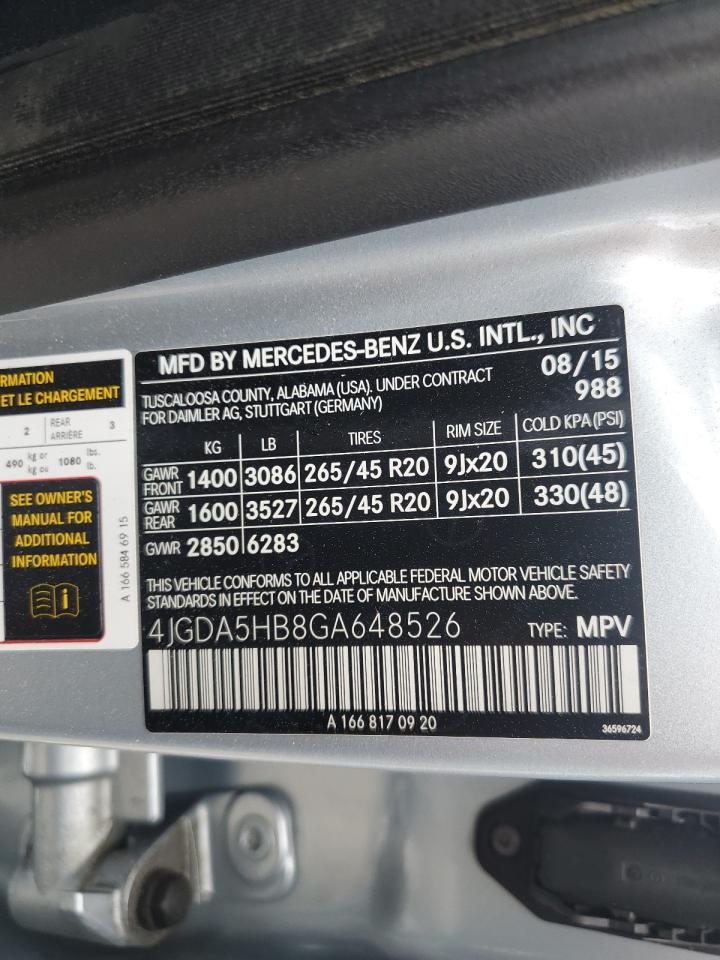 RMATION
ET LE CHARGEMENT
2 REAR ARRIÈRE 3
490 kg or kg ou 1080 lbs. lb.
SEE OWNER'S
MANUAL FOR
ADDITIONAL
INFORMATION
A 166 584 69 15
MFD BY MERCEDES-BENZ U.S. INTL., INC
TUSCALOOSA COUNTY, ALABAMA (USA). UNDER CONTRACT
FOR DAIMLER AG, STUTTGART (GERMANY)
08/15
988
KG LB TIRES RIM SIZE COLD KPA(PSI)
GAWR FRONT 1400 3086 265/45 R20 9Jx20 310(45)
GAWR REAR 1600 3527 265/45 R20 9Jx20 330(48)
GVWR 2850 6283
THIS VEHICLE CONFORMS TO ALL APPLICABLE FEDERAL MOTOR VEHICLE SAFETY
STANDARDS IN EFFECT ON THE DATE OF MANUFACTURE SHOWN ABOVE.
4JGDA5HB8GA648526 TYPE: MPV
A 166 817 09 20
36596724